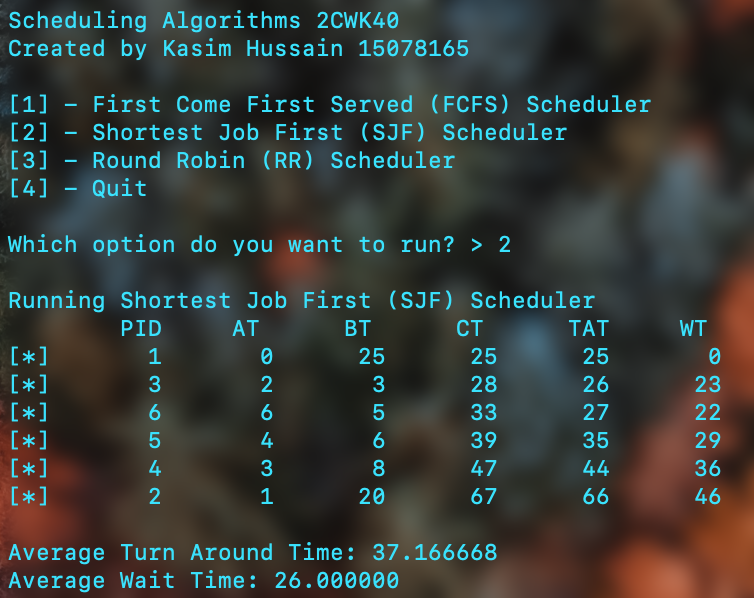 Scheduling Algorithms 2CWK40
Created by Kasim Hussain 15078165
[1] – First Come First Served (FCFS) Scheduler
[2] – Shortest Job First (SJF) Scheduler
[3] – Round Robin (RR) Scheduler
[4] – Quit
Which option do you want to run? > 2
Running Shortest Job First (SJF) Scheduler
PID AT BT CT TAT WT
[*] 1 0 25 25 25 0
[*] 3 2 3 28 26 23
[*] 6 6 5 33 27 22
[*] 5 4 6 39 35 29
[*] 4 3 8 47 44 36
[*] 2 1 20 67 66 46
Average Turn Around Time: 37.166668
Average Wait Time: 26.000000